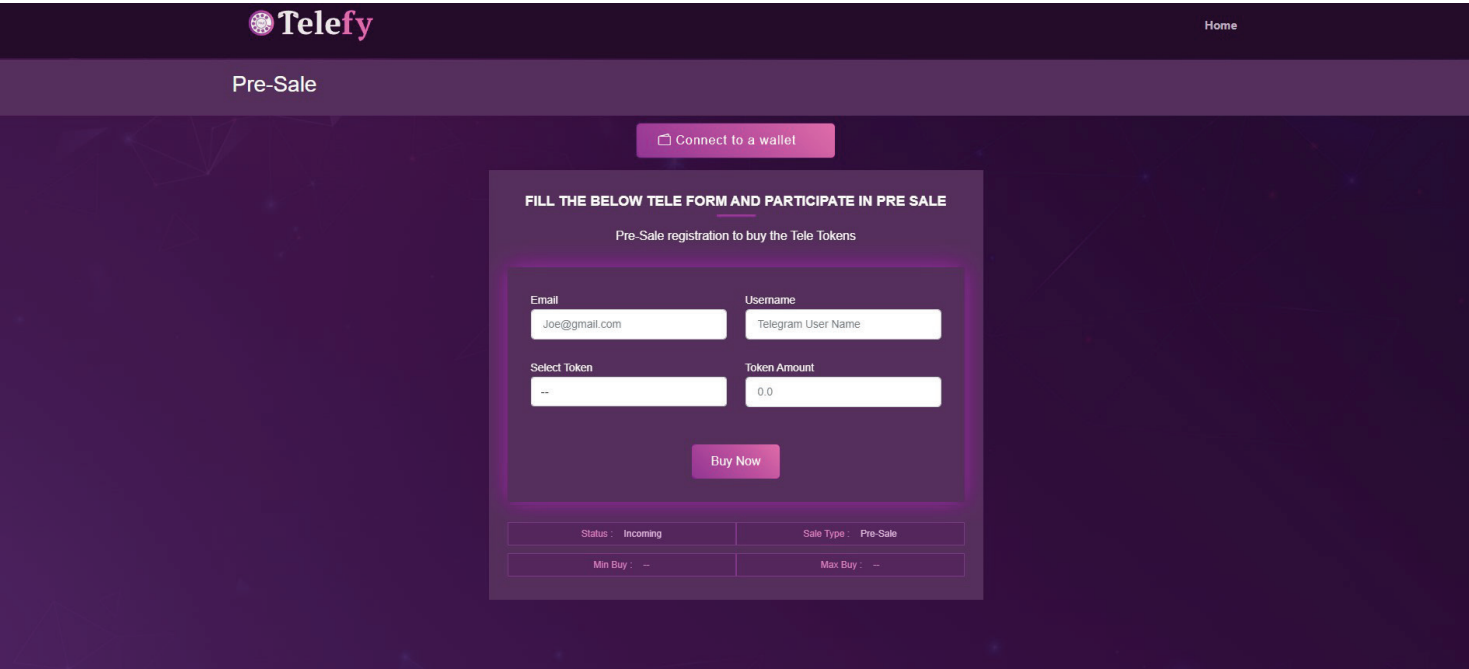 Telefy
Home
Pre-Sale
Connect to a wallet
FILL THE BELOW TELE FORM AND PARTICIPATE IN PRE SALE
Pre-Sale registration to buy the Tele Tokens
Email
Username
Joe@gmail.com
Telegram User Name
Select Token
Token Amount
--
0.0
Buy Now
Status : Incoming
Sale Type : Pre-Sale
Min Buy : --
Max Buy : --